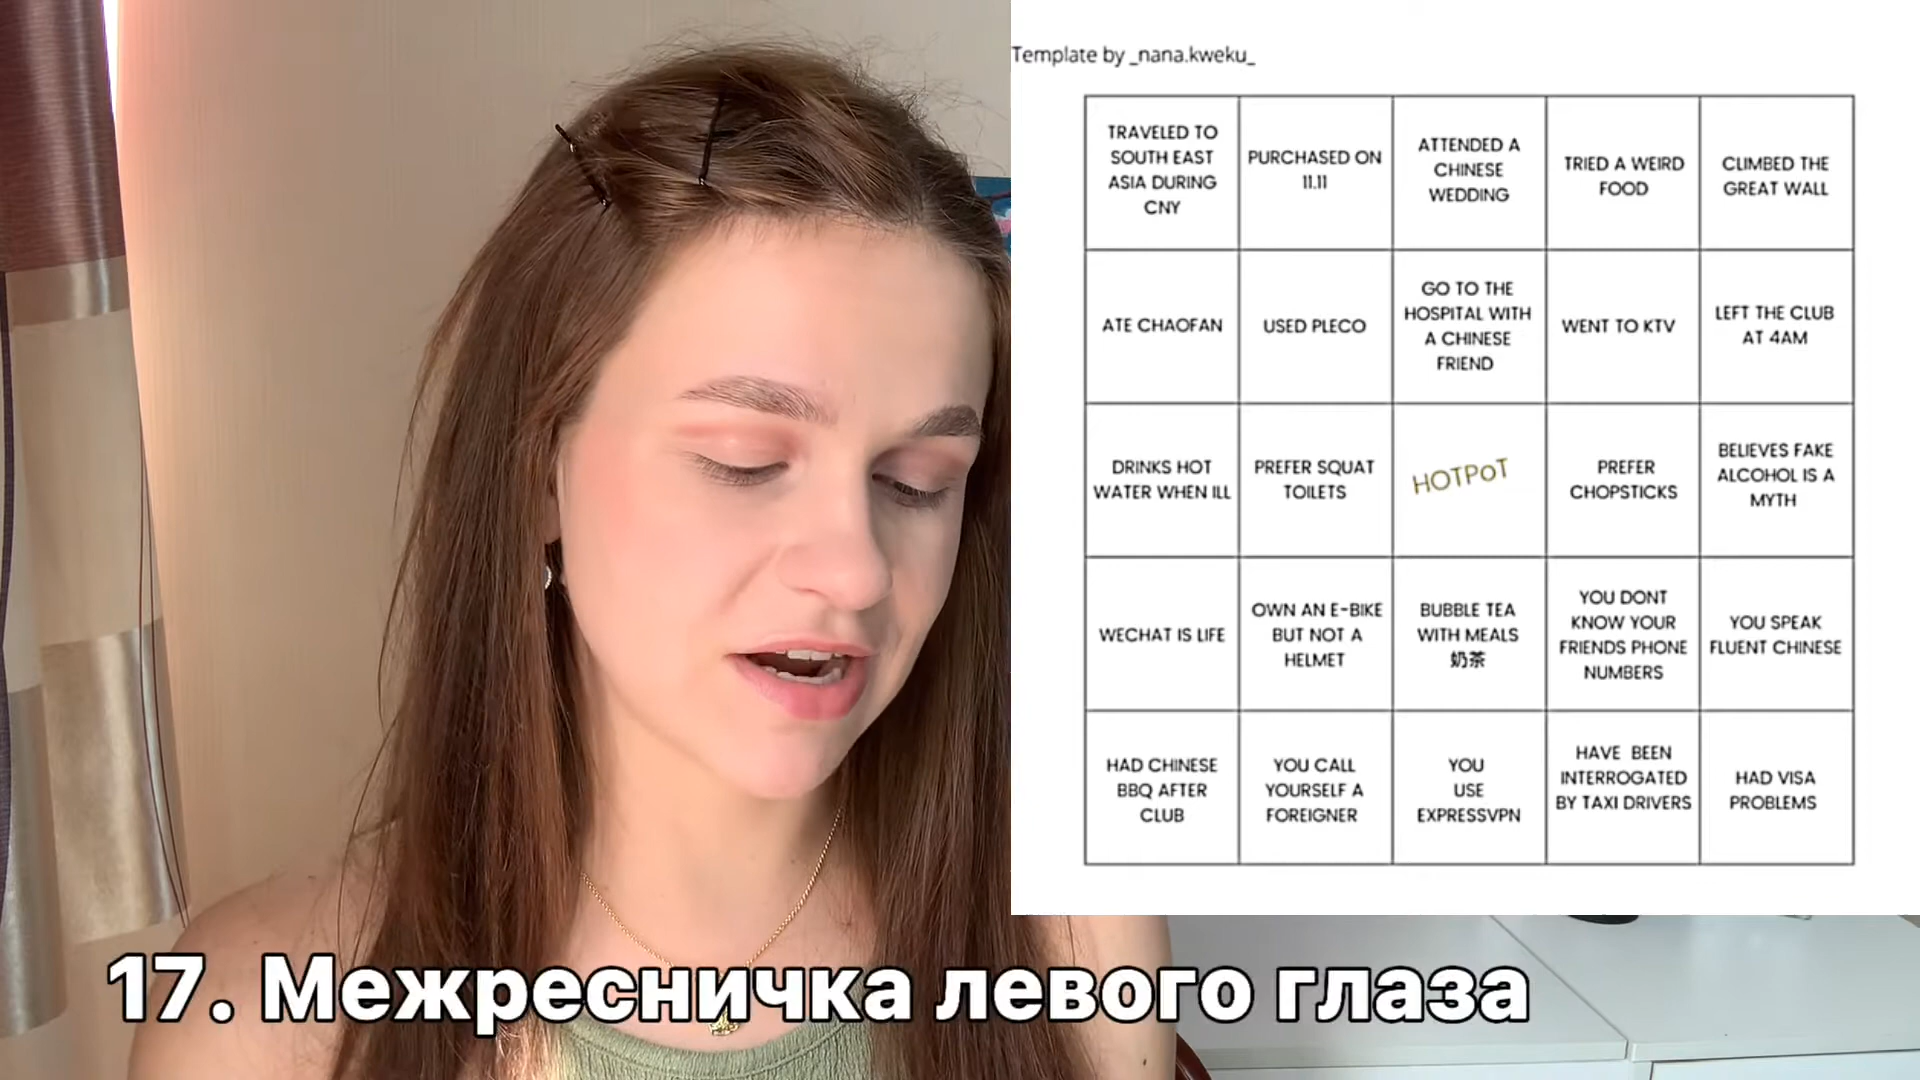 Template by _nana.kweku_
TRAVELED TO
SOUTH EAST
ASIA DURING
CNY
PURCHASED ON
11.11
ATTENDED A
CHINESE
WEDDING
TRIED A WEIRD
FOOD
CLIMBED THE
GREAT WALL
ATE CHAOFAN
USED PLECO
GO TO THE
HOSPITAL WITH
A CHINESE
FRIEND
WENT TO KTV
LEFT THE CLUB
AT 4AM
DRINKS HOT
WATER WHEN ILL
PREFER SQUAT
TOILETS
HOTPoT
PREFER
CHOPSTICKS
BELIEVES FAKE
ALCOHOL IS A
MYTH
WECHAT IS LIFE
OWN AN E-BIKE
BUT NOT A
HELMET
BUBBLE TEA
WITH MEALS
奶茶
YOU DONT
KNOW YOUR
FRIENDS PHONE
NUMBERS
YOU SPEAK
FLUENT CHINESE
HAD CHINESE
BBQ AFTER
CLUB
YOU CALL
YOURSELF A
FOREIGNER
YOU
USE
EXPRESSVPN
HAVE BEEN
INTERROGATED
BY TAXI DRIVERS
HAD VISA
PROBLEMS
17. Межресничка левого глаза